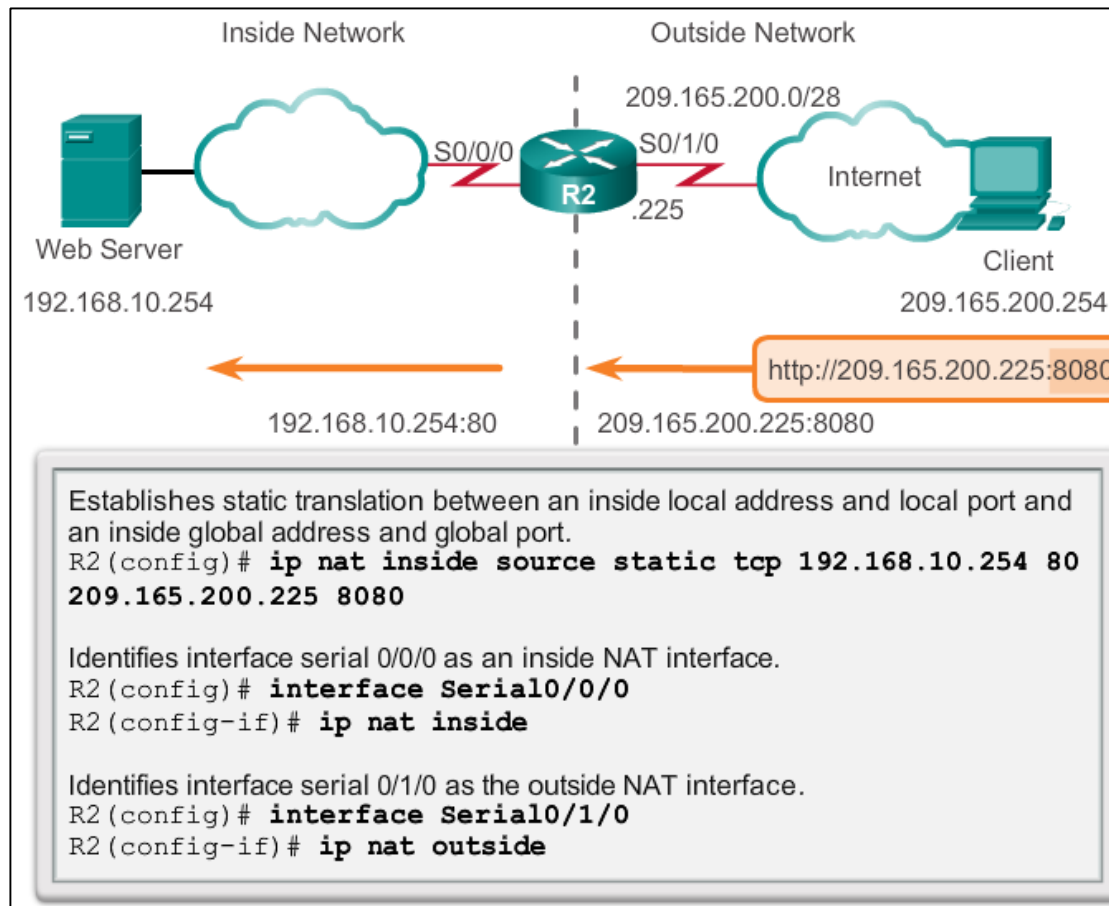 Inside Network
Outside Network
209.165.200.0/28
S0/0/0
S0/1/0
Internet
R2
.225
Web Server
Client
192.168.10.254
209.165.200.254
http://209.165.200.225:8080
192.168.10.254:80
209.165.200.225:8080
Establishes static translation between an inside local address and local port and
an inside global address and global port.
R2(config)# ip nat inside source static tcp 192.168.10.254 80
209.165.200.225 8080
Identifies interface serial 0/0/0 as an inside NAT interface.
R2(config)# interface Serial0/0/0
R2(config-if)# ip nat inside
Identifies interface serial 0/1/0 as the outside NAT interface.
R2(config)# interface Serial0/1/0
R2(config-if)# ip nat outside